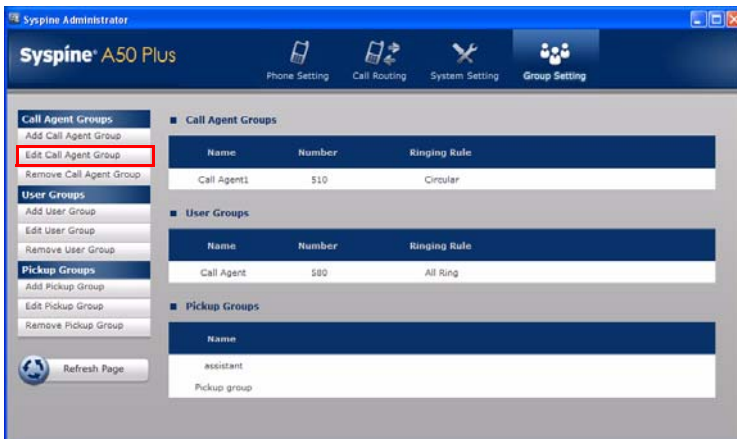 Syspine Administrator
Syspine® A50 Plus
Phone Setting
Call Routing
System Setting
Group Setting
Call Agent Groups
Add Call Agent Group
Edit Call Agent Group
Remove Call Agent Group
User Groups
Add User Group
Edit User Group
Remove User Group
Pickup Groups
Add Pickup Group
Edit Pickup Group
Remove Pickup Group
Refresh Page
Call Agent Groups
Name Number Ringing Rule
Call Agent1 510 Circular
User Groups
Name Number Ringing Rule
Call Agent 580 All Ring
Pickup Groups
Name
assistant
Pickup group